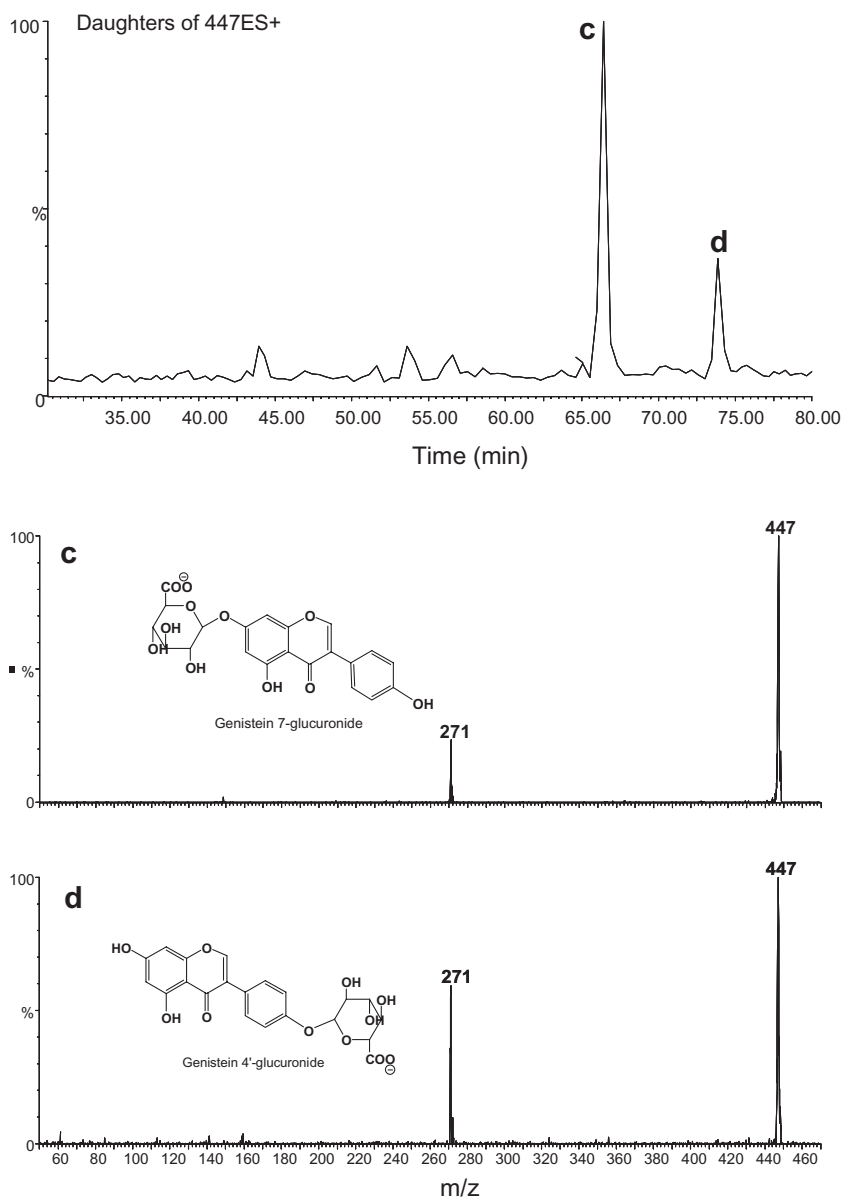 Daughters of 447ES+
100
c
%
d
0
35.00 40.00 45.00 50.00 55.00 60.00 65.00 70.00 75.00 80.00
Time (min)
447
100
c
COO
⊖
O
O
O
OH
OH
OH
OH
O
OH
%
Genistein 7-glucuronide
271
0
447
100
d
HO
O
OH
O
OH
OH
OH
O
O
COO
⊖
271
%
Genistein 4'-glucuronide
0
60 80 100 120 140 160 180 200 220 240 260 280 300 320 340 360 380 400 420 440 460
m/z